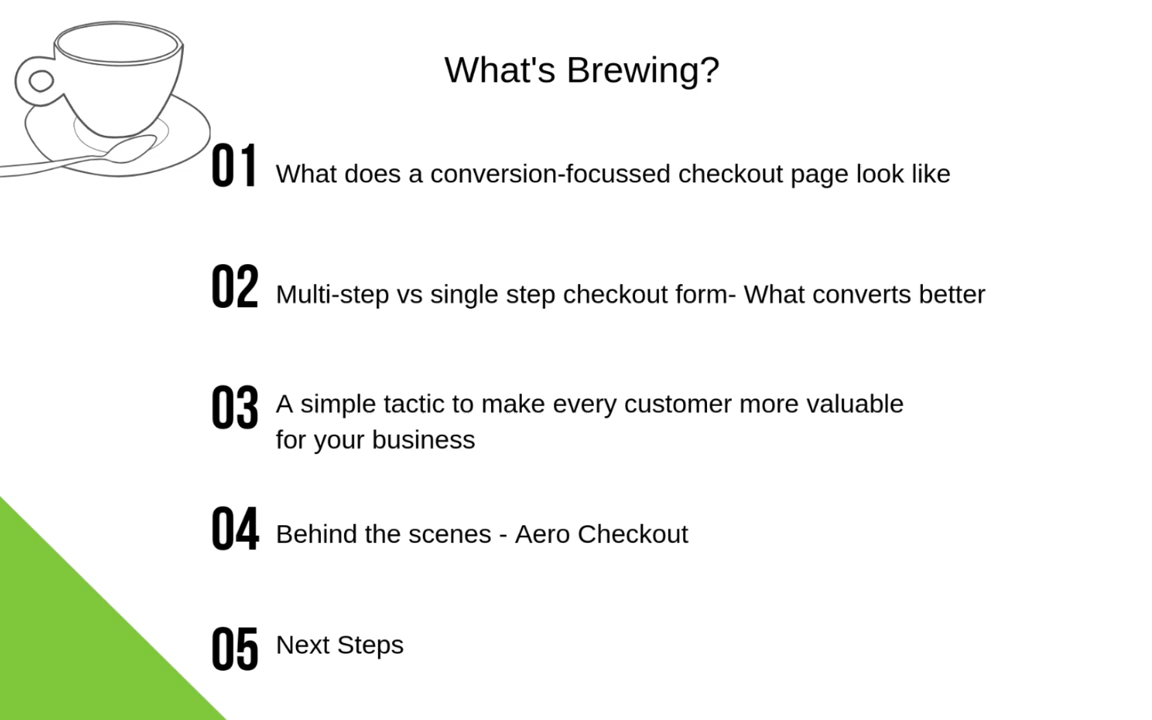 What's Brewing?
01 What does a conversion-focussed checkout page look like
02 Multi-step vs single step checkout form- What converts better
03 A simple tactic to make every customer more valuable
for your business
04 Behind the scenes - Aero Checkout
05 Next Steps